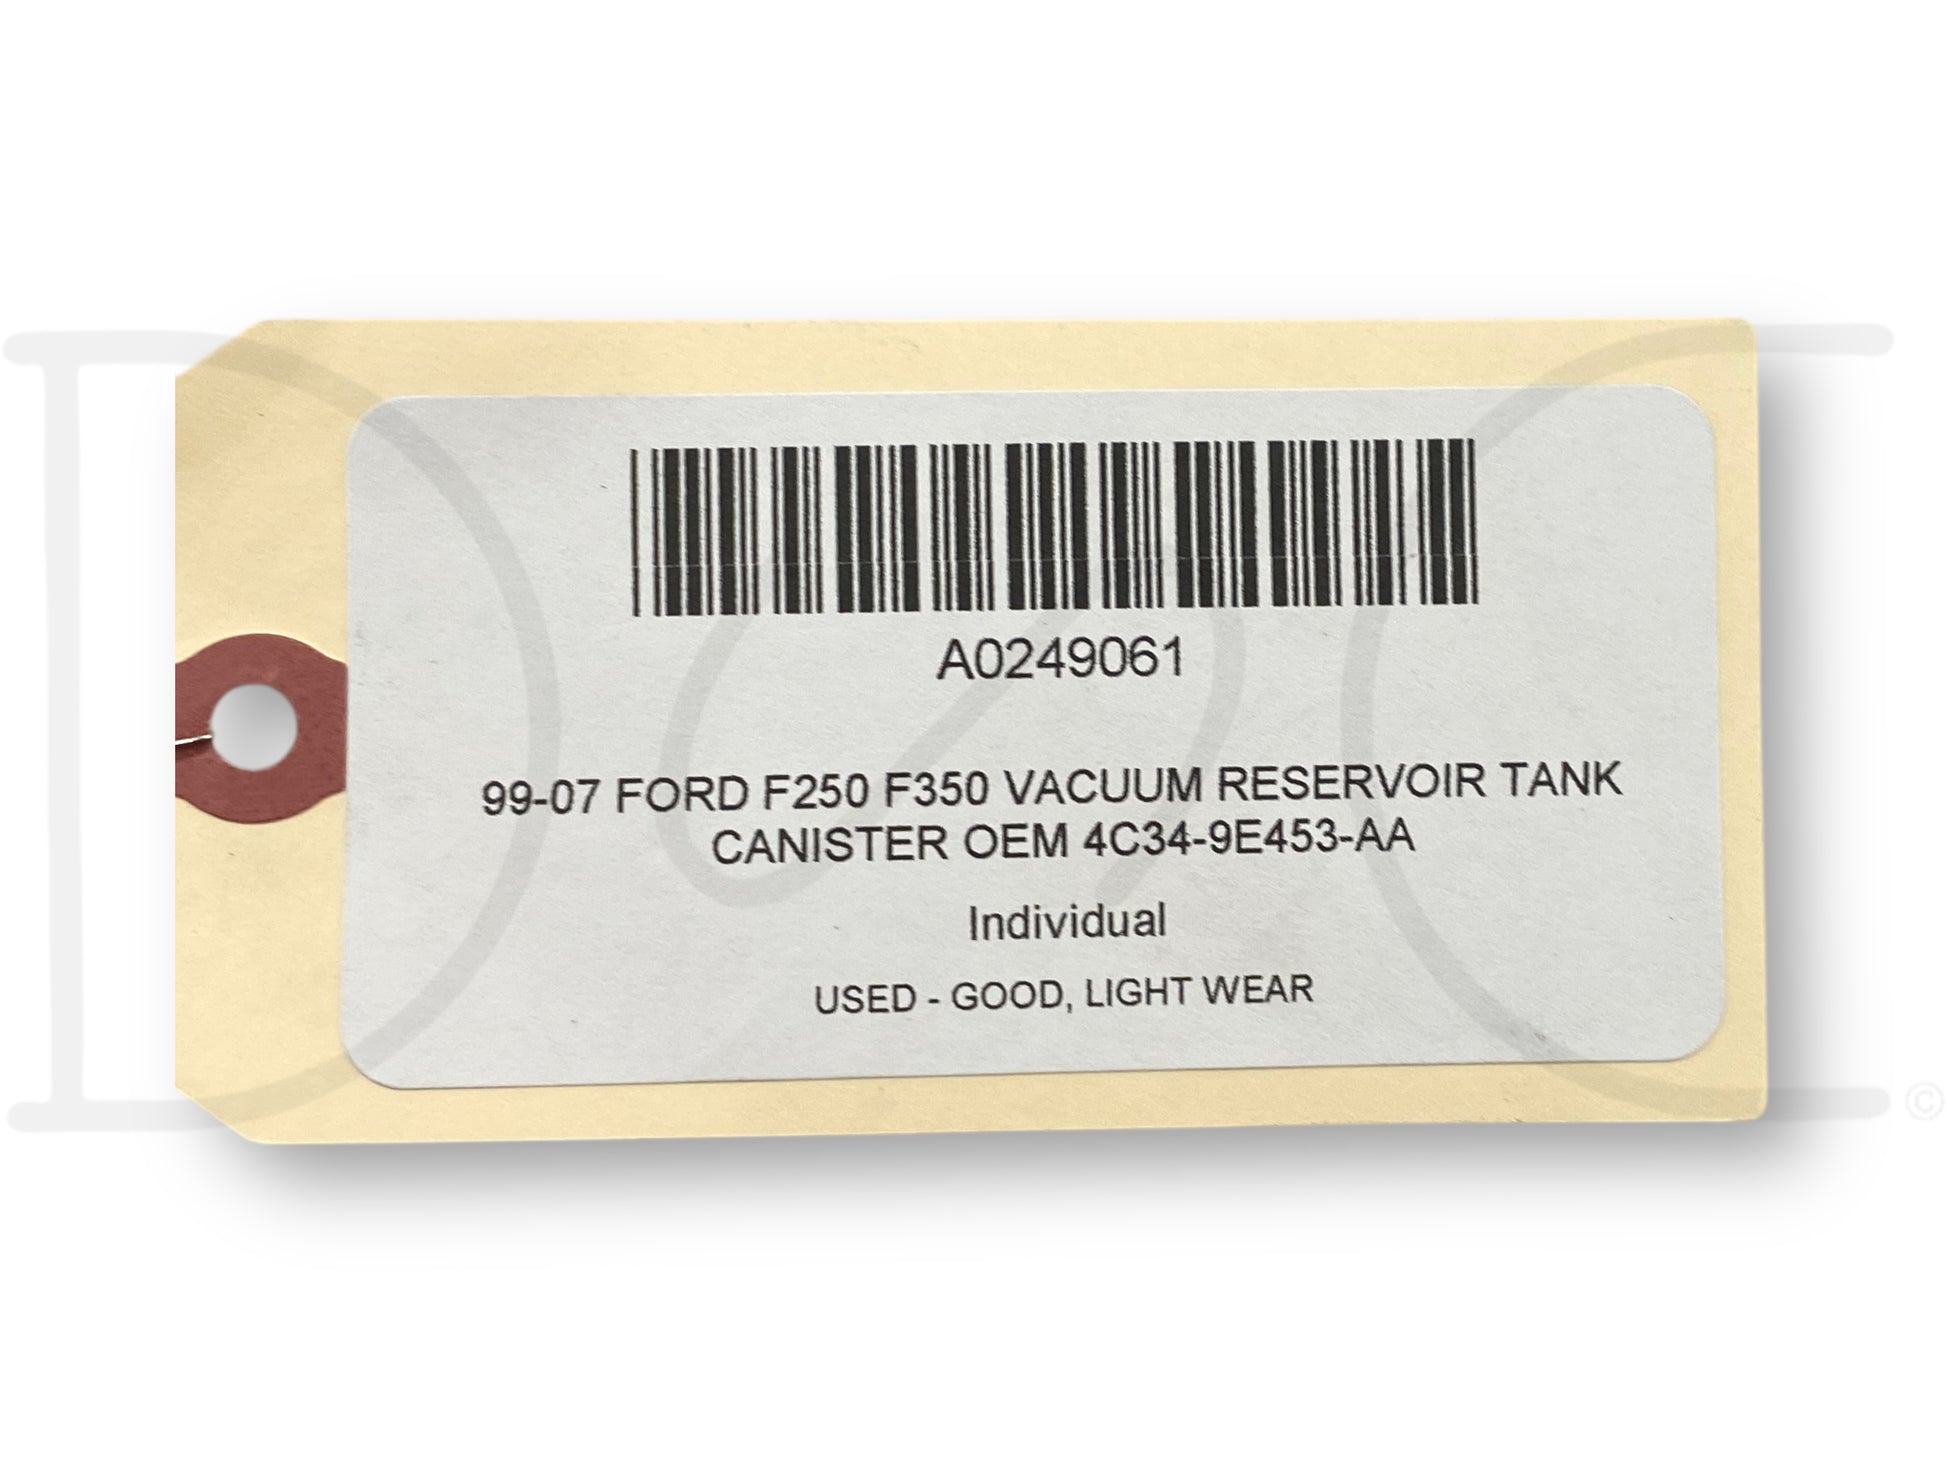 A0249061
99-07 FORD F250 F350 VACUUM RESERVOIR TANK
CANISTER OEM 4C34-9E453-AA
Individual
USED - GOOD, LIGHT WEAR
©